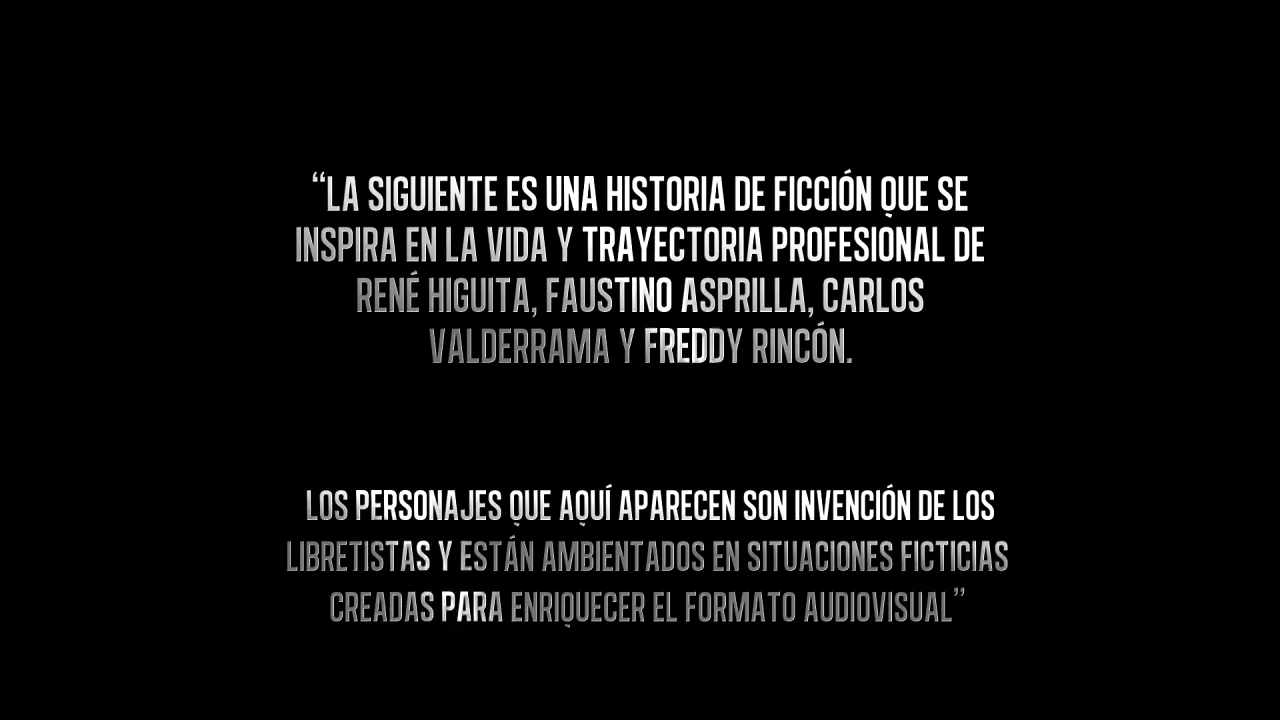 “LA SIGUIENTE ES UNA HISTORIA DE FICCIÓN QUE SE
INSPIRA EN LA VIDA Y TRAYECTORIA PROFESIONAL DE
RENÉ HIGUITA, FAUSTINO ASPRILLA, CARLOS
VALDERRAMA Y FREDDY RINCÓN.
LOS PERSONAJES QUE AQUÍ APARECEN SON INVENCIÓN DE LOS
LIBRETISTAS Y ESTÁN AMBIENTADOS EN SITUACIONES FICTICIAS
CREADAS PARA ENRIQUECER EL FORMATO AUDIOVISUAL”